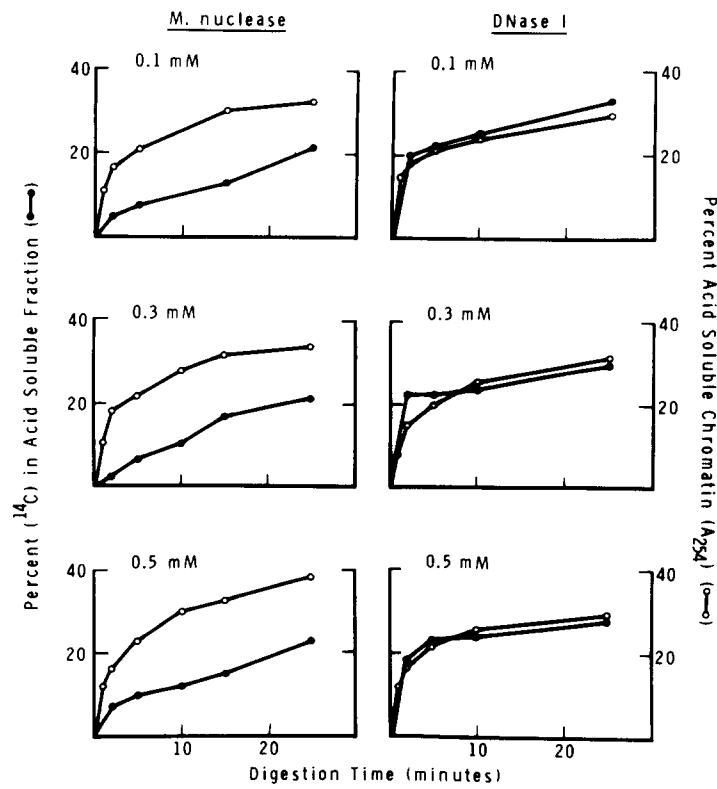 M. nuclease
DNase I
40
0.1 mM
20
0.1 mM
40
20
40
0.3 mM
20
0.3 mM
40
20
40
0.5 mM
20
10
20
0.5 mM
40
20
10
20
Digestion Time (minutes)
Percent (14C) in Acid Soluble Fraction (●—●)
Percent Acid Soluble Chromatin (A254) (○—○)